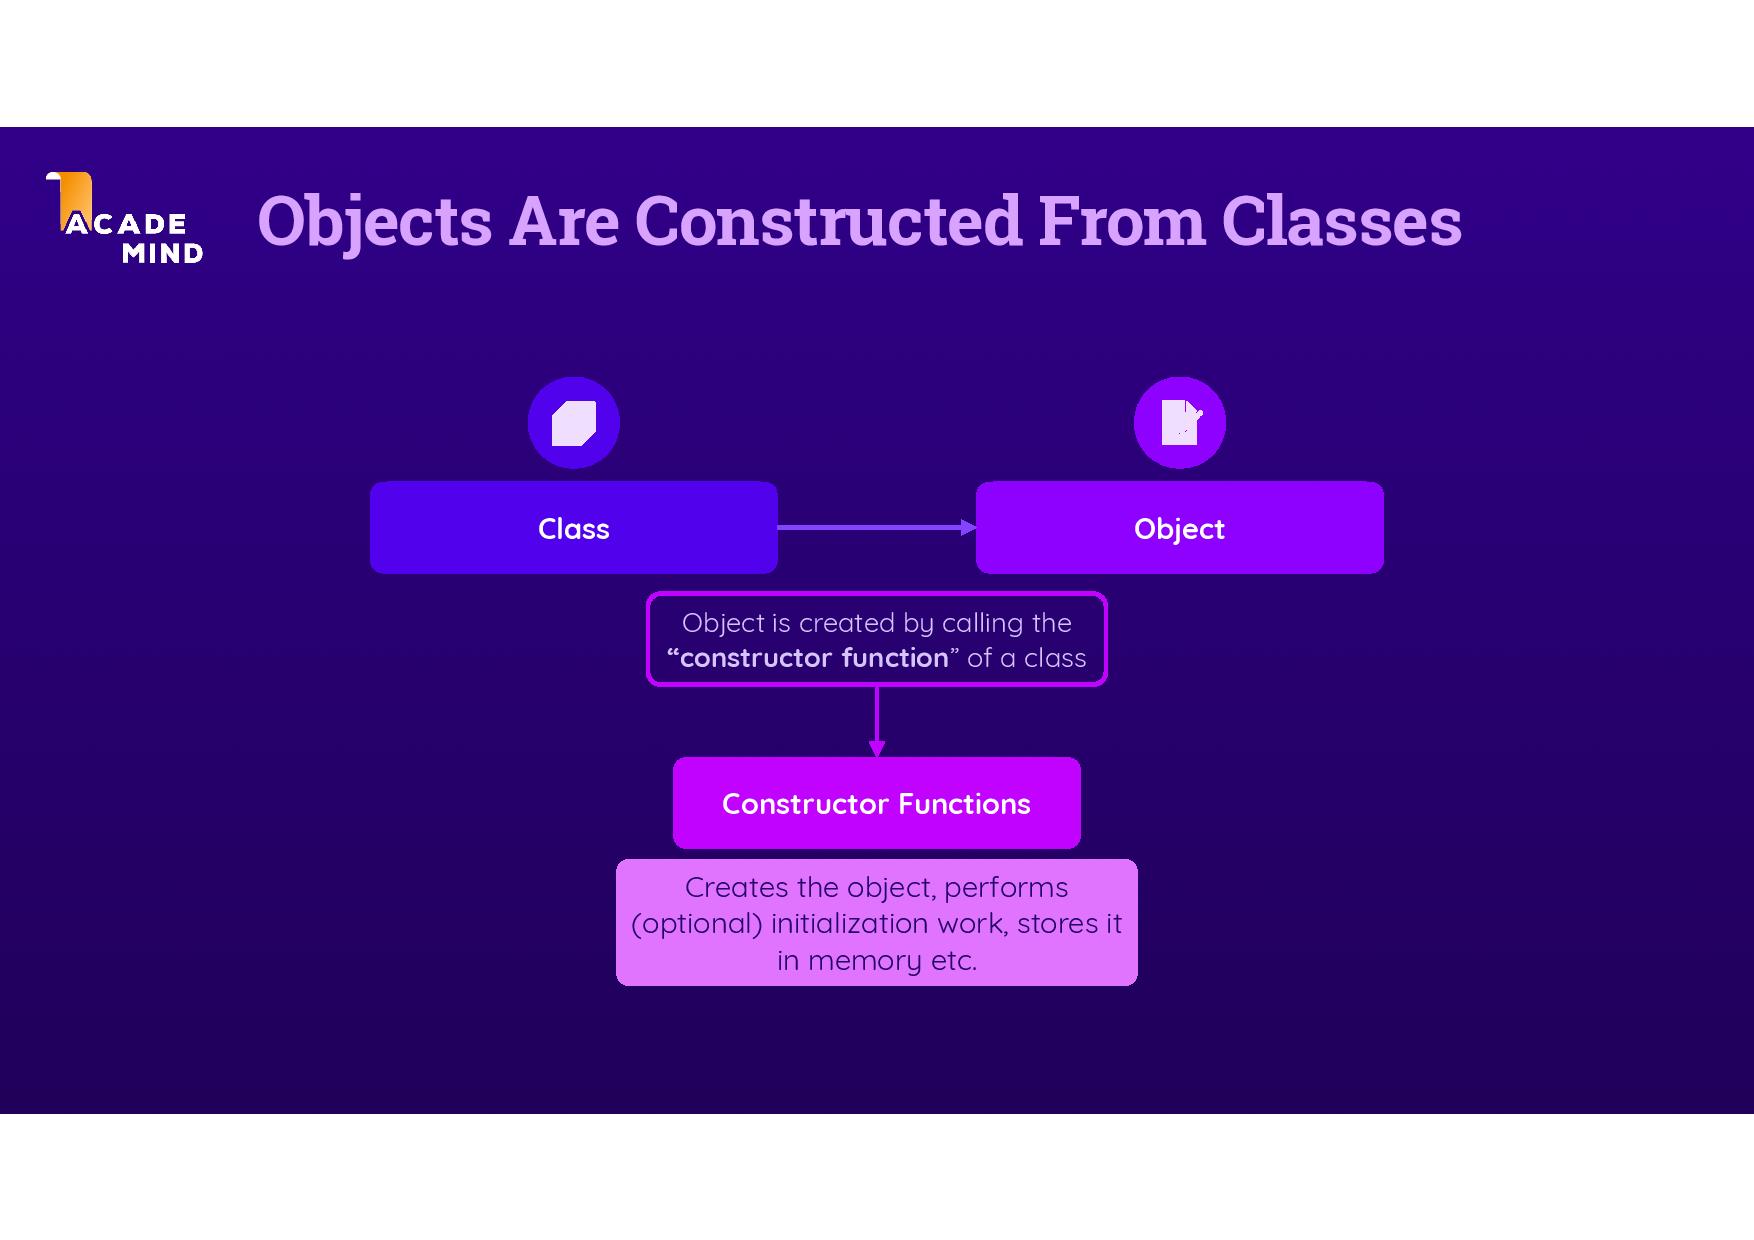 ACADE
MIND
Objects Are Constructed From Classes
Class
Object
Object is created by calling the
“constructor function” of a class
Constructor Functions
Creates the object, performs
(optional) initialization work, stores it
in memory etc.